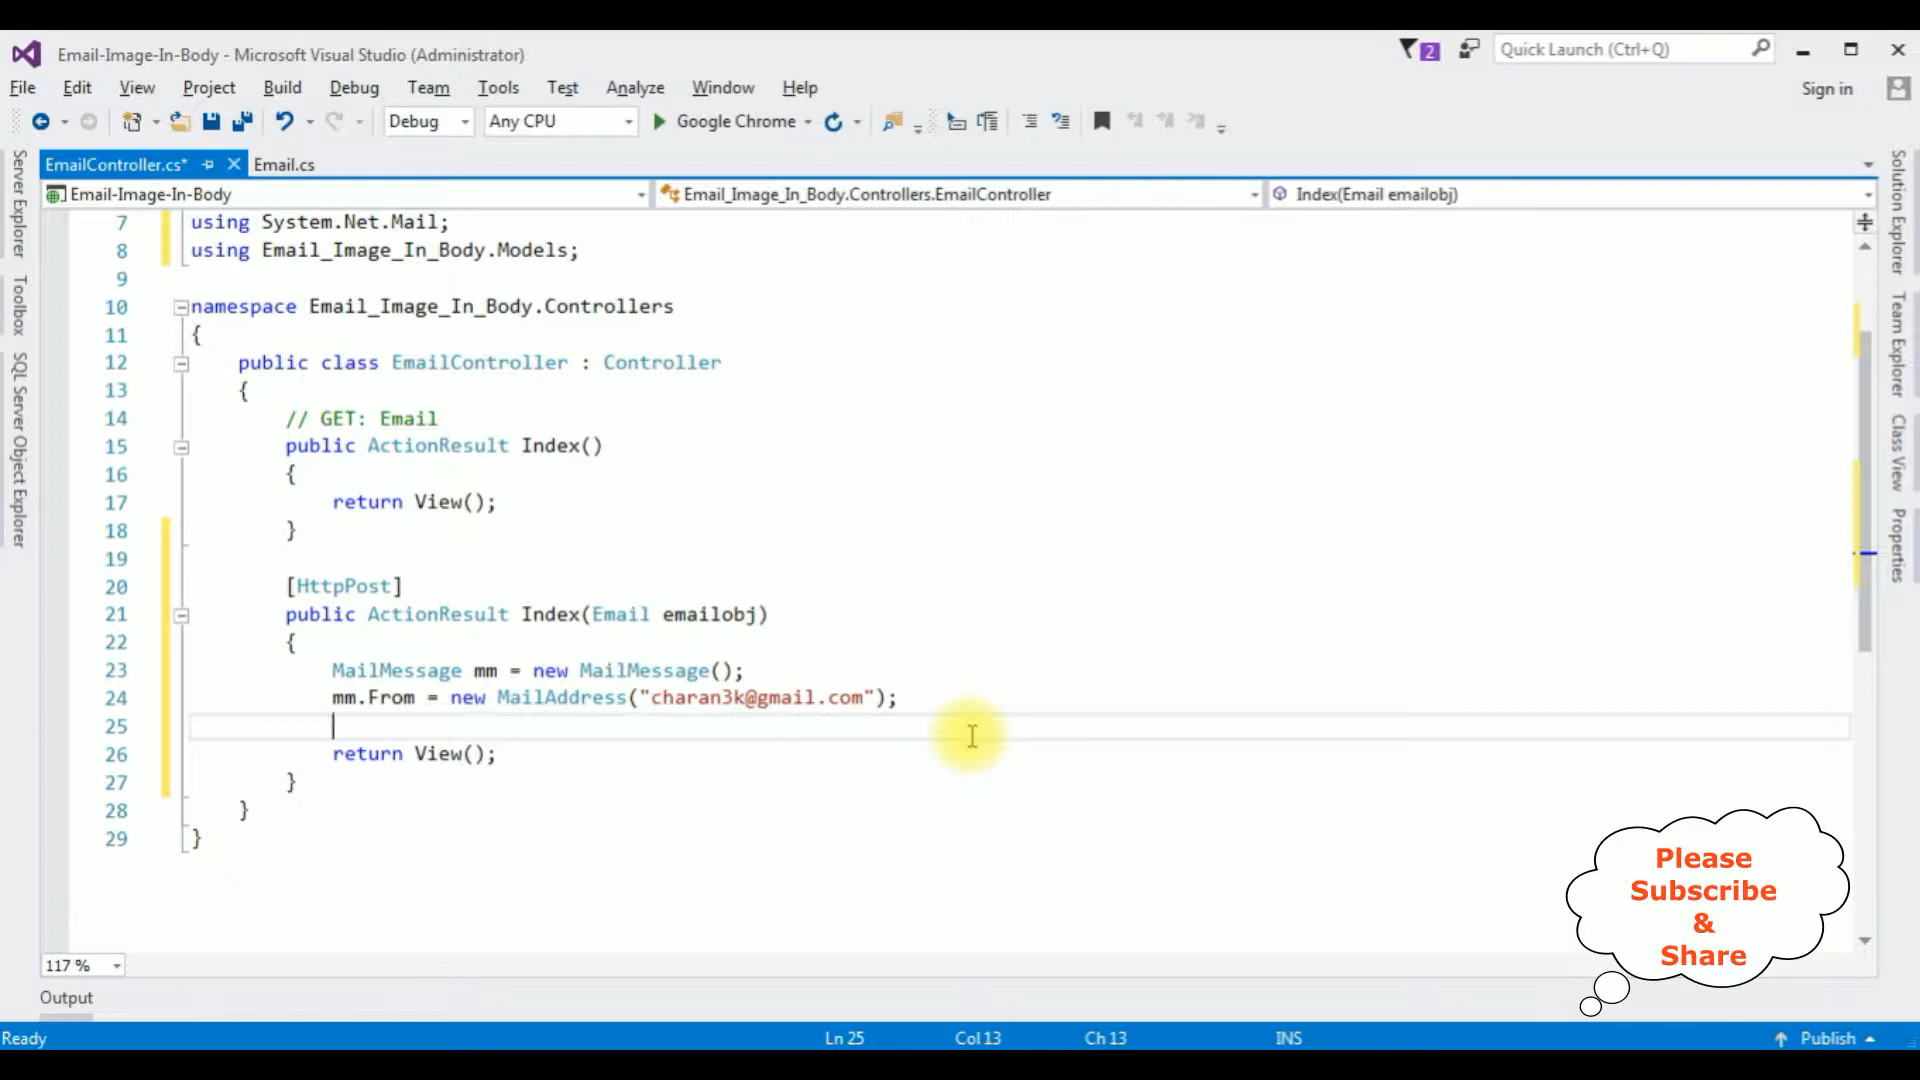 Email-Image-In-Body - Microsoft Visual Studio (Administrator)
2
Quick Launch (Ctrl+Q)
File Edit View Project Build Debug Team Tools Test Analyze Window Help
Sign in
Debug Any CPU Google Chrome
EmailController.cs* Email.cs
Email-Image-In-Body Email_Image_In_Body.Controllers.EmailController Index(Email emailobj)
Server Explorer
Toolbox
SQL Server Object Explorer
7 using System.Net.Mail;
8 using Email_Image_In_Body.Models;
9
10 namespace Email_Image_In_Body.Controllers
11 {
12 public class EmailController : Controller
13 {
14 // GET: Email
15 public ActionResult Index()
16 {
17 return View();
18 }
19
20 [HttpPost]
21 public ActionResult Index(Email emailobj)
22 {
23 MailMessage mm = new MailMessage();
24 mm.From = new MailAddress("charan3k@gmail.com");
25
26 return View();
27 }
28 }
29 }
Solution Explorer
Team Explorer
Class View
Properties
Please
Subscribe
&
Share
117 %
Output
Ready Ln 25 Col 13 Ch 13 INS Publish